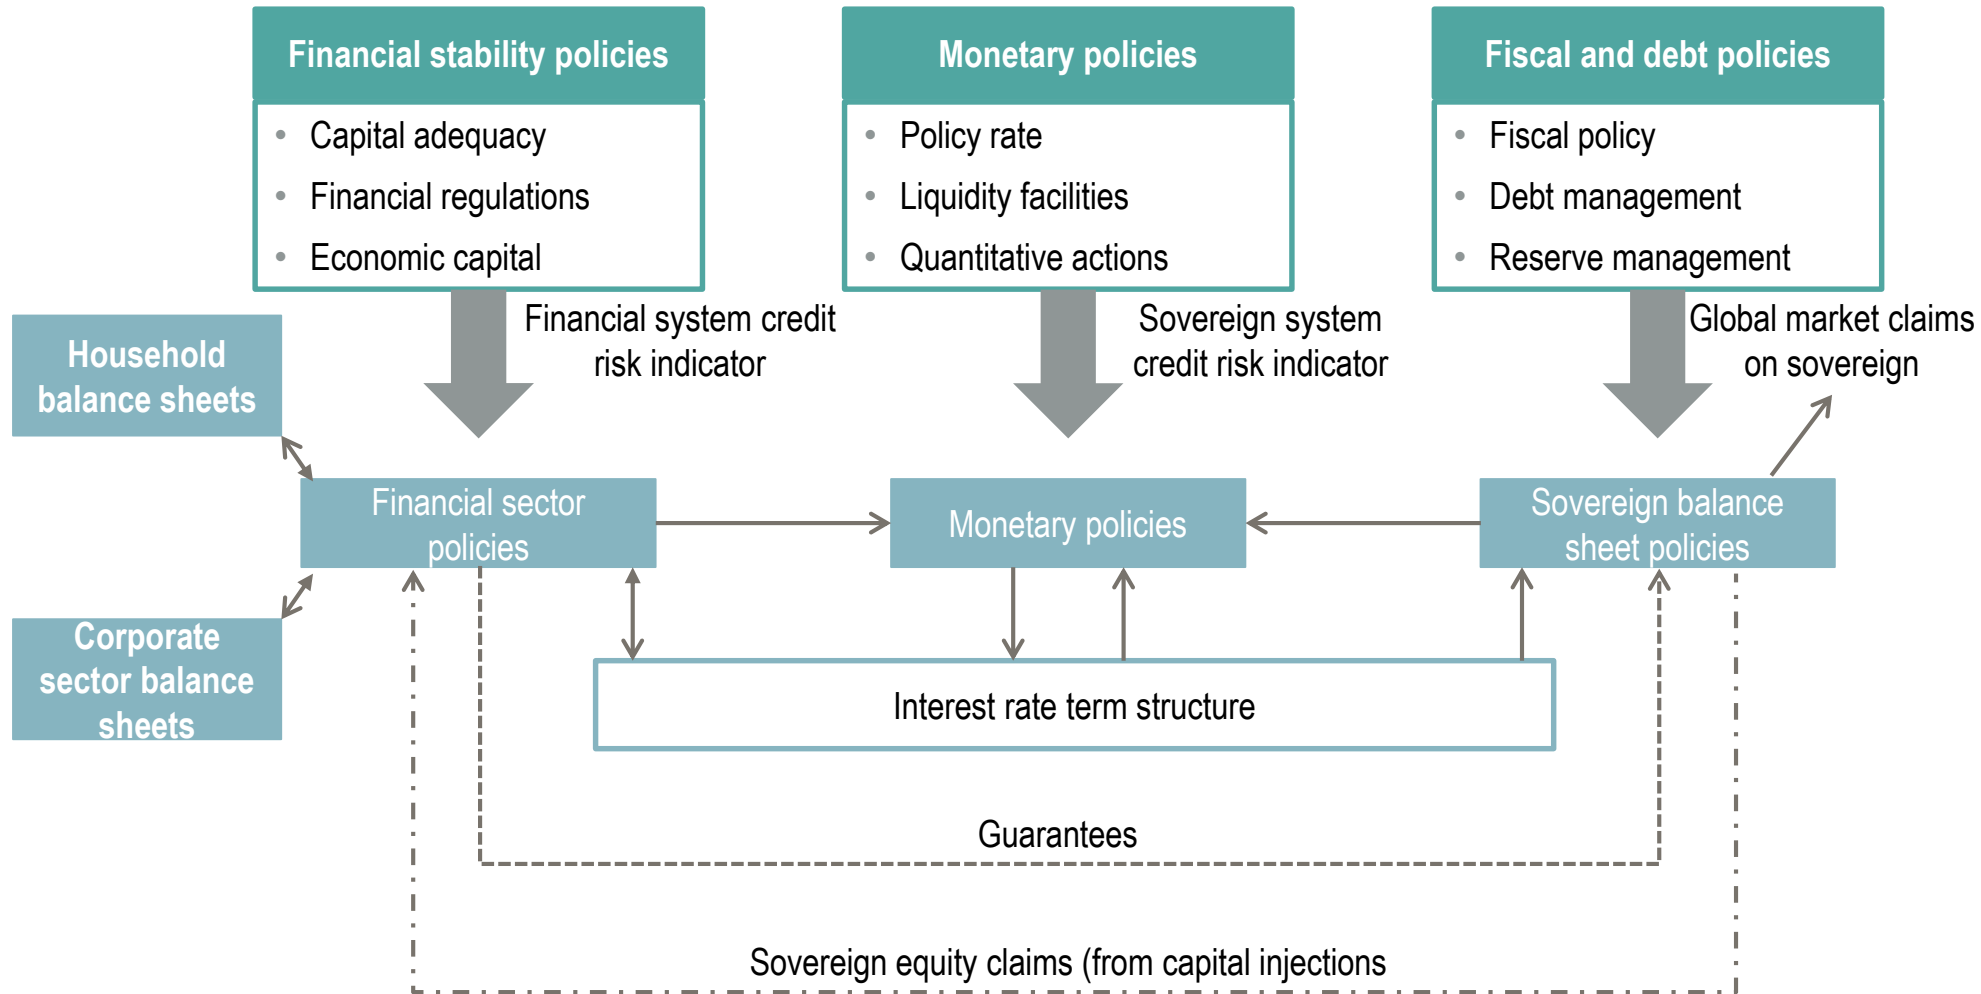 Financial stability policies
• Capital adequacy
• Financial regulations
• Economic capital
Monetary policies
• Policy rate
• Liquidity facilities
• Quantitative actions
Fiscal and debt policies
• Fiscal policy
• Debt management
• Reserve management
Financial system credit
risk indicator
Sovereign system
credit risk indicator
Global market claims
on sovereign
Household
balance sheets
Financial sector
policies
Monetary policies
Sovereign balance
sheet policies
Corporate
sector balance
sheets
Interest rate term structure
Guarantees
Sovereign equity claims (from capital injections